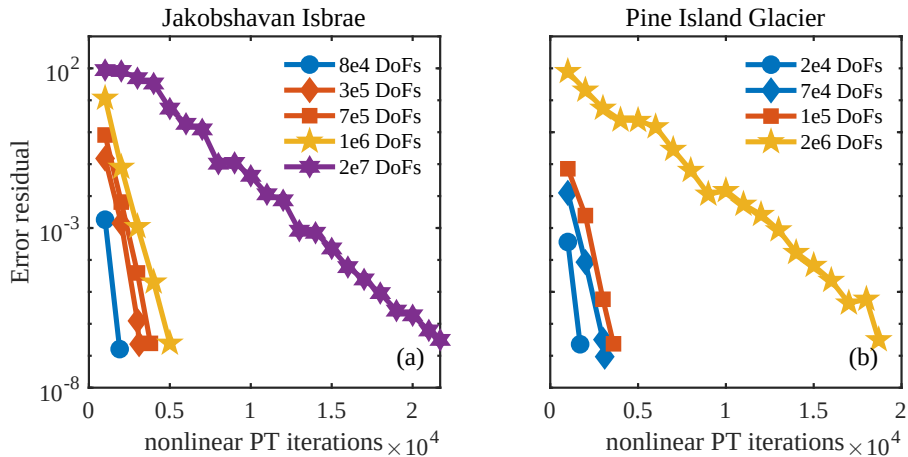 Jakobshavan Isbrae
Error residual
10^2
10^-3
10^-8
8e4 DoFs
3e5 DoFs
7e5 DoFs
1e6 DoFs
2e7 DoFs
(a)
0 0.5 1 1.5 2
nonlinear PT iterations ×10^4
Pine Island Glacier
2e4 DoFs
7e4 DoFs
1e5 DoFs
2e6 DoFs
(b)
0 0.5 1 1.5 2
nonlinear PT iterations ×10^4